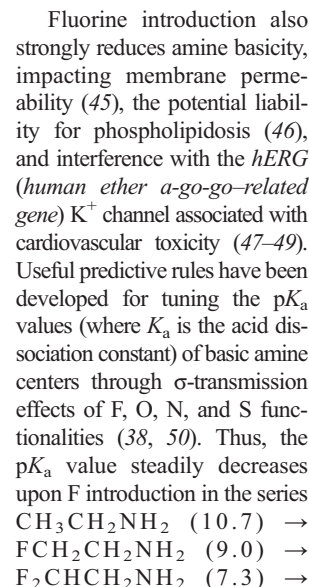 Fluorine introduction also
strongly reduces amine basicity,
impacting membrane perme-
ability (45), the potential liabil-
ity for phospholipidosis (46),
and interference with the hERG
(human ether a-go-go–related
gene) K⁺ channel associated with
cardiovascular toxicity (47–49).
Useful predictive rules have been
developed for tuning the pKₐ
values (where Kₐ is the acid dis-
sociation constant) of basic amine
centers through σ-transmission
effects of F, O, N, and S func-
tionalities (38, 50). Thus, the
pKₐ value steadily decreases
upon F introduction in the series
CH₃CH₂NH₂ (10.7) →
FCH₂CH₂NH₂ (9.0) →
F₂CHCH₂NH₂ (7.3) →